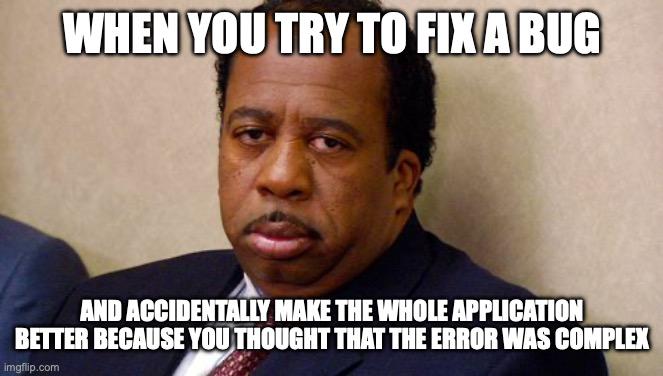 WHEN YOU TRY TO FIX A BUG
AND ACCIDENTALLY MAKE THE WHOLE APPLICATION
BETTER BECAUSE YOU THOUGHT THAT THE ERROR WAS COMPLEX
imgflip.com